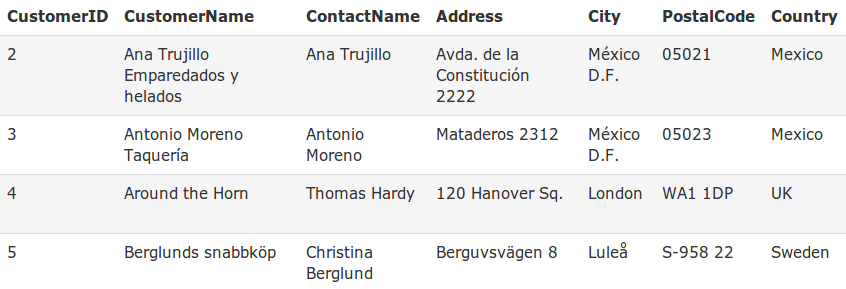 CustomerID CustomerName ContactName Address City PostalCode Country
2 Ana Trujillo Ana Trujillo Avda. de la México 05021 Mexico
Emparedados y Constitución D.F.
helados 2222
3 Antonio Moreno Antonio Mataderos 2312 México 05023 Mexico
Taquería Moreno D.F.
4 Around the Horn Thomas Hardy 120 Hanover Sq. London WA1 1DP UK
5 Berglunds snabbköp Christina Berguvsvägen 8 Luleå S-958 22 Sweden
Berglund